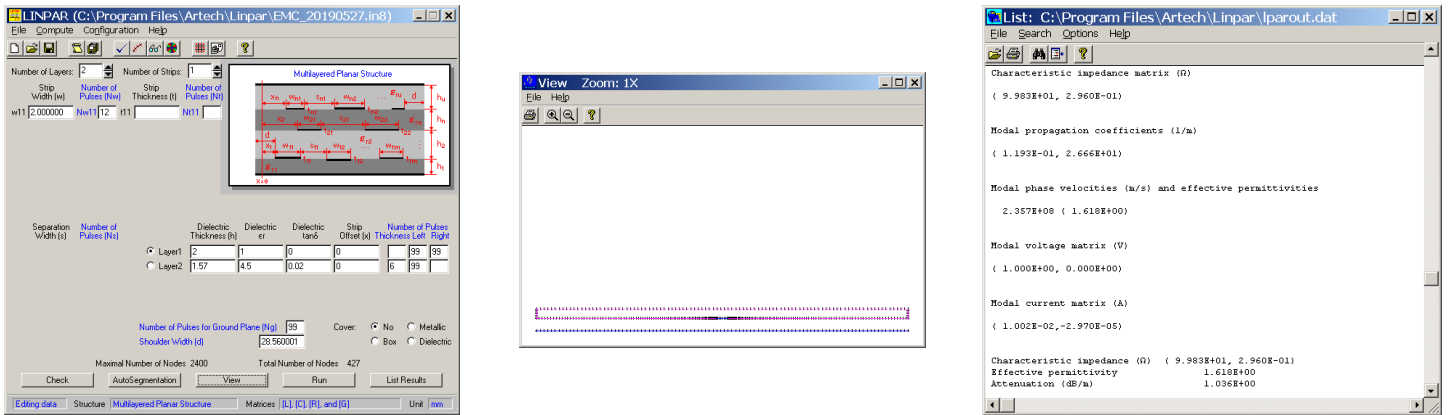 LINPAR (C:\Program Files\Artech\Linpar\EMC_20190527.in8)
File Compute Configuration Help
Number of Layers: 2 Number of Strips: 1
Strip Width (w) Number of Pulses (Nw) Strip Thickness (t) Number of Pulses (Nt)
w11 2.000000 Nw11 12 t11 Nt11
Multilayered Planar Structure
Separation Width (s) Number of Pulses (Ns) Dielectric Thickness (h) Dielectric er Dielectric tanδ Strip Offset (x) Number of Pulses Thickness Left Right
Layer1 2 1 0 0 99 99
Layer2 1.57 4.5 0.02 0 6 99
Number of Pulses for Ground Plane (Ng) 99 Cover: No Metallic
Shoulder Width (d) 28.560001 Box Dielectric
Maximal Number of Nodes 2400 Total Number of Nodes 427
Check AutoSegmentation View Run List Results
Editing data Structure Multilayered Planar Structure Matrices [L], [C], [R], and [G] Unit mm
View Zoom: 1X
File Help
List: C:\Program Files\Artech\Linpar\lparout.dat
File Search Options Help
Characteristic impedance matrix (Ω)
( 9.983E+01, 2.960E-01)
Modal propagation coefficients (1/m)
( 1.193E-01, 2.666E+01)
Modal phase velocities (m/s) and effective permittivities
2.357E+08 ( 1.618E+00)
Modal voltage matrix (V)
( 1.000E+00, 0.000E+00)
Modal current matrix (A)
( 1.002E-02,-2.970E-05)
Characteristic impedance (Ω) ( 9.983E+01, 2.960E-01)
Effective permittivity 1.618E+00
Attenuation (dB/m) 1.036E+00